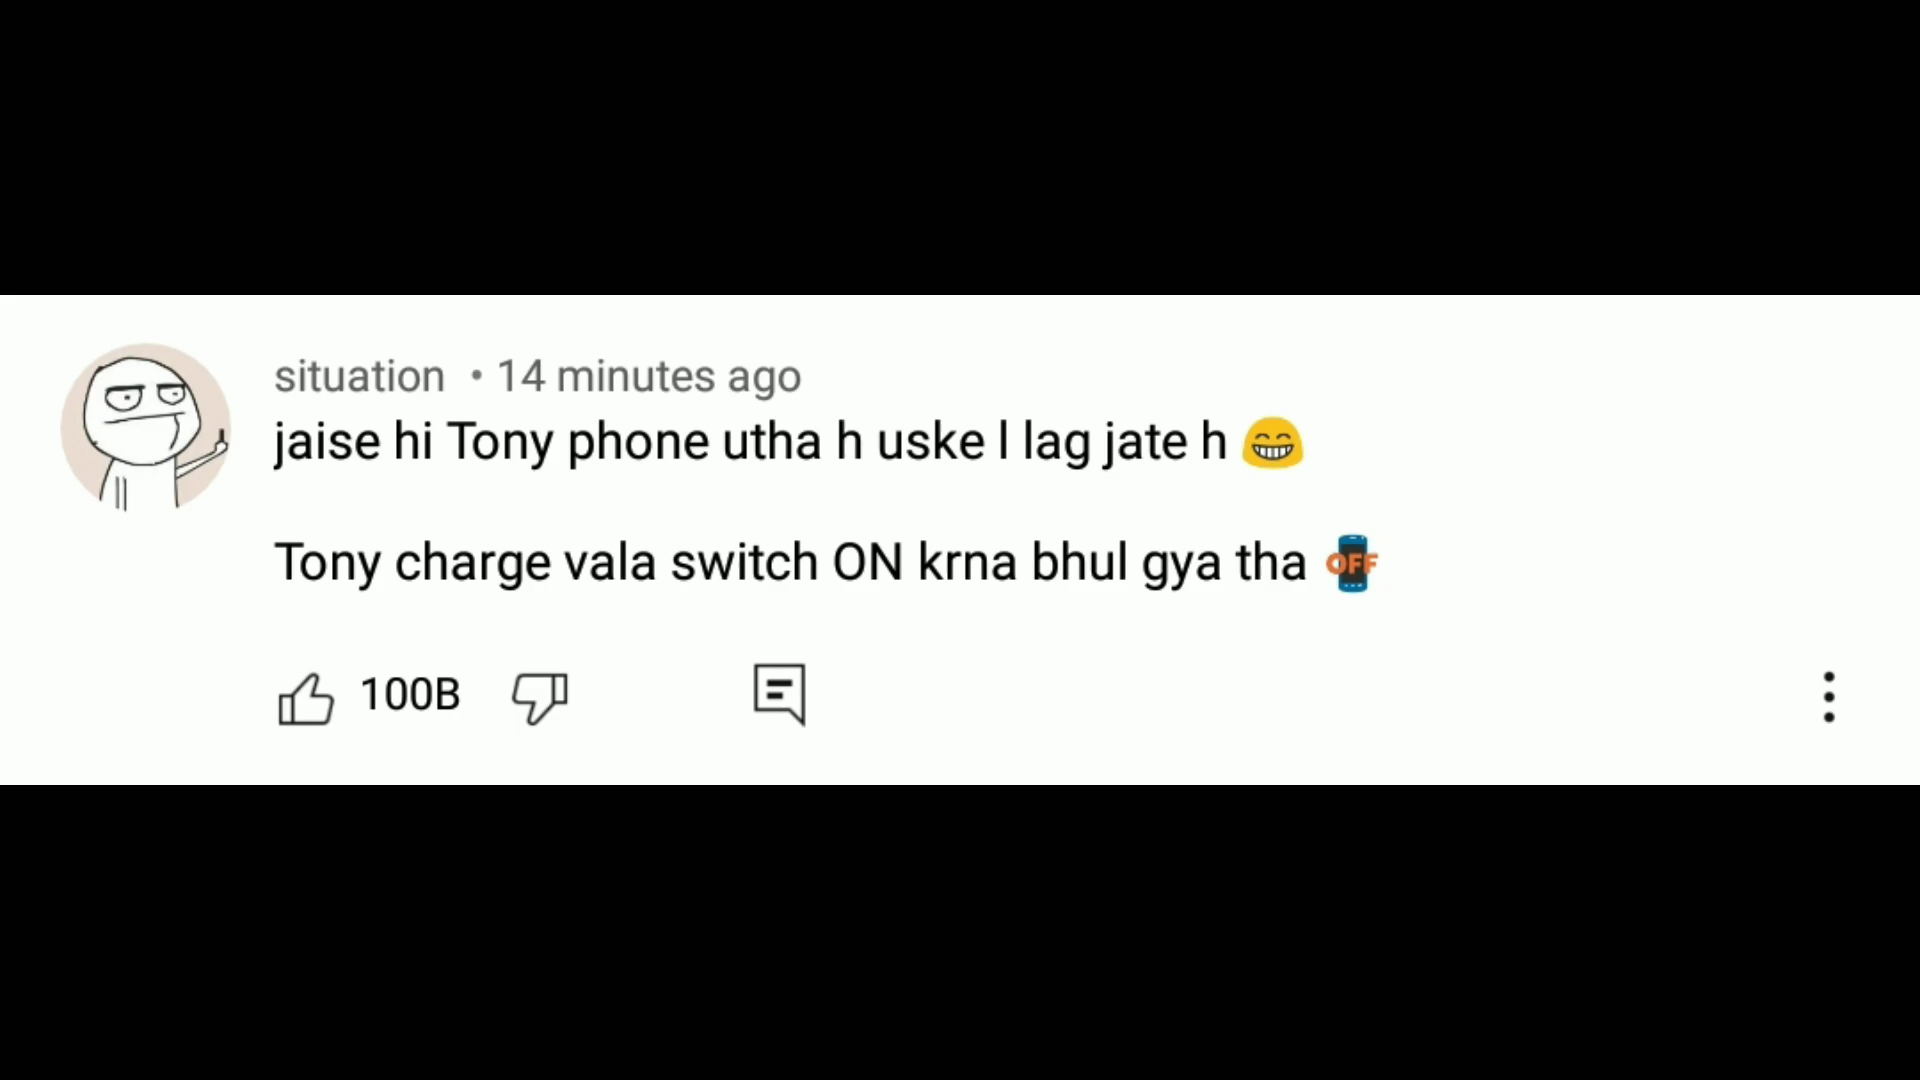 situation • 14 minutes ago
jaise hi Tony phone utha h uske l lag jate h 😁
Tony charge vala switch ON krna bhul gya tha 📴
100B